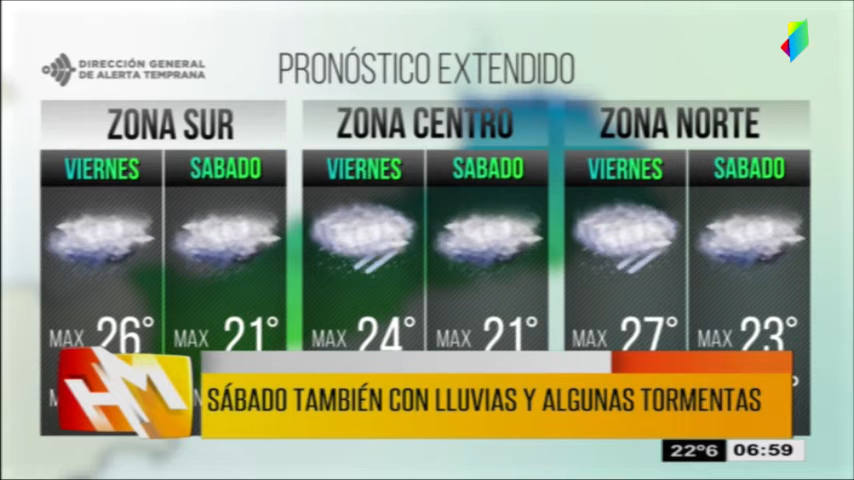 DIRECCIÓN GENERAL
DE ALERTA TEMPRANA
PRONÓSTICO EXTENDIDO
ZONA SUR
VIERNES
SABADO
MAX 26°
MAX 21°
ZONA CENTRO
VIERNES
SABADO
MAX 24°
MAX 21°
ZONA NORTE
VIERNES
SABADO
MAX 27°
MAX 23°
HM
SÁBADO TAMBIÉN CON LLUVIAS Y ALGUNAS TORMENTAS
22°6
06:59